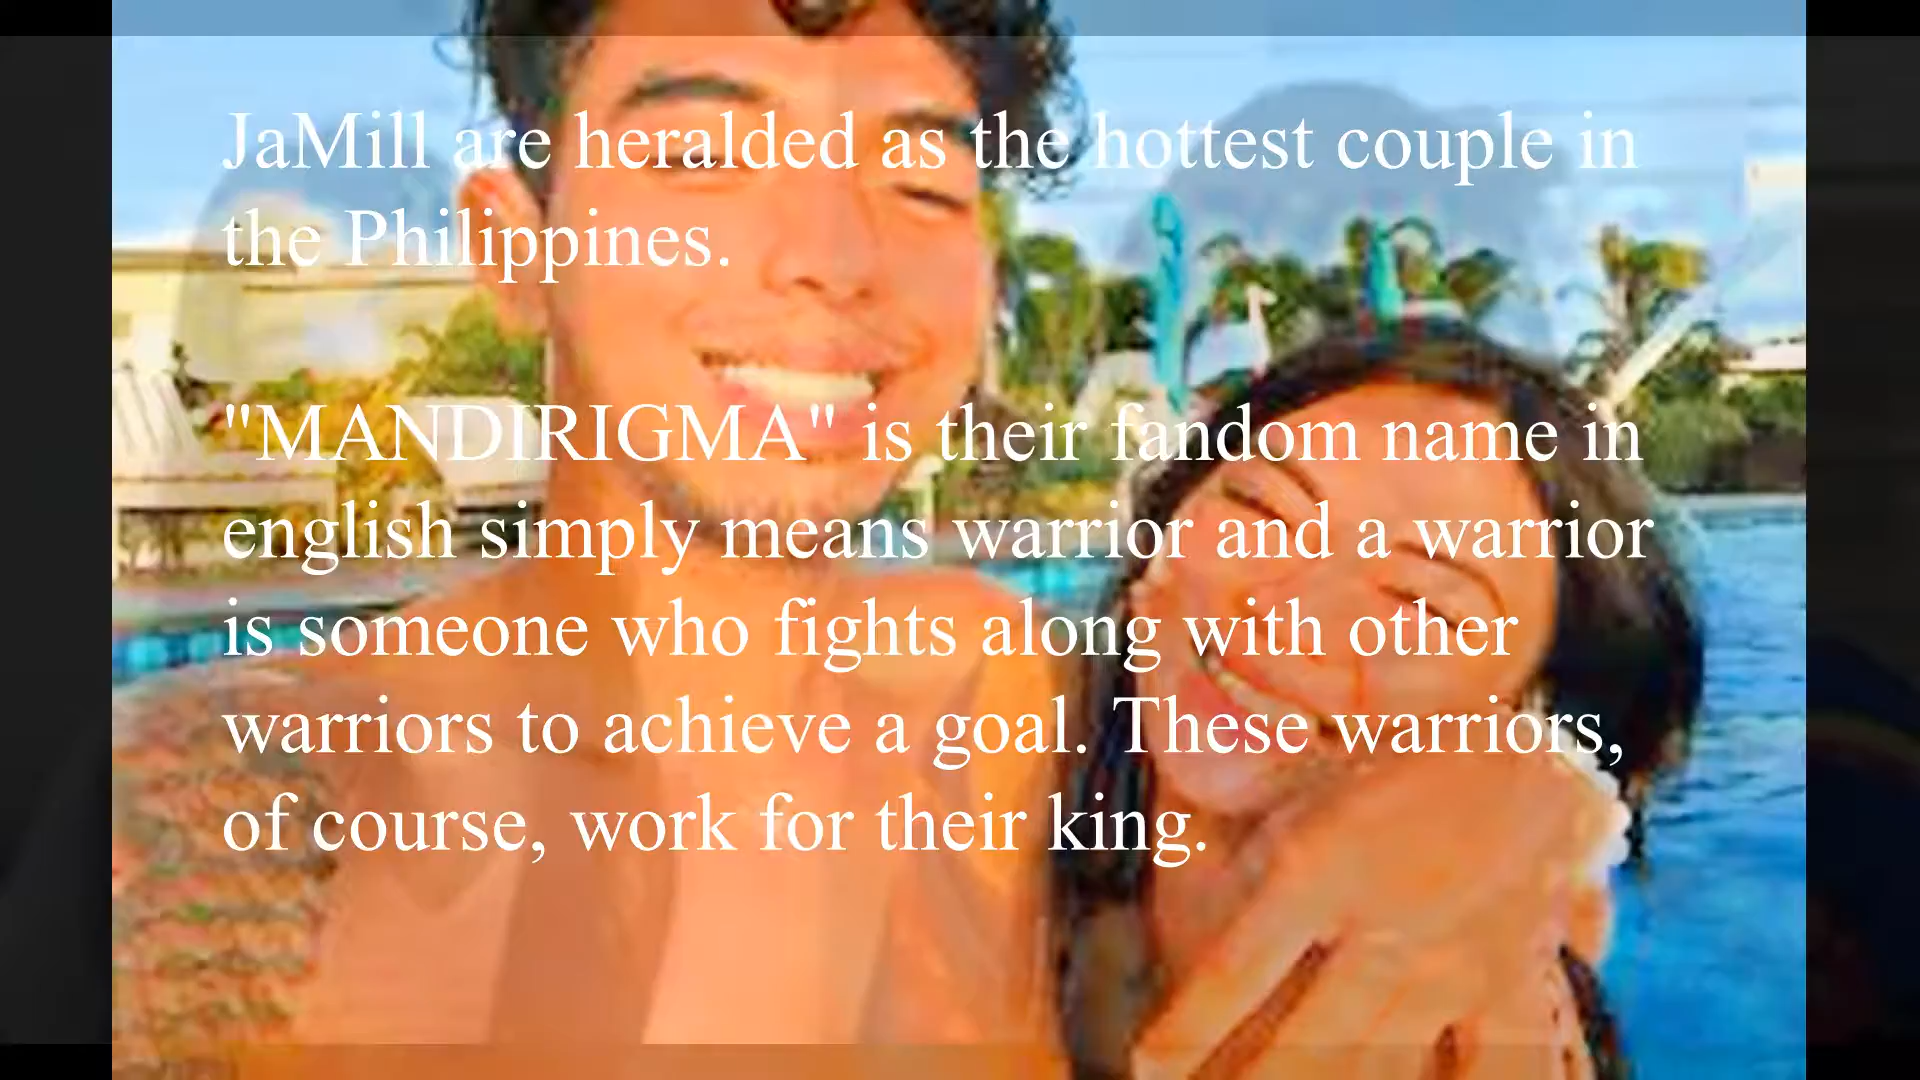 JaMill are heralded as the hottest couple in
the Philippines.
"MANDIRIGMA" is their fandom name in
english simply means warrior and a warrior
is someone who fights along with other
warriors to achieve a goal. These warriors,
of course, work for their king.